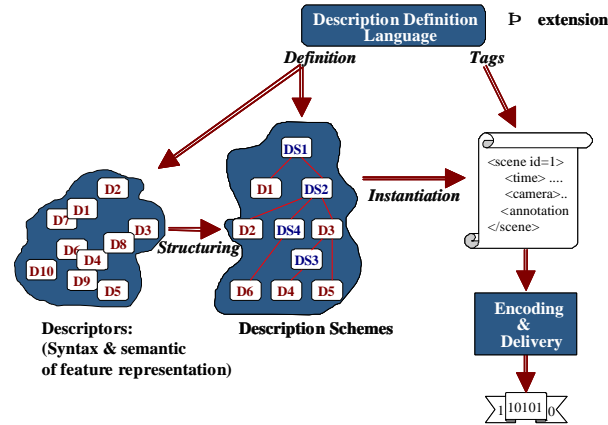 Description Definition
Language
Þ extension
Definition
Tags
DS1
D1
DS2
D2
DS4
D3
DS3
D6
D4
D5
D2
D1
D7
D3
D8
D6
D4
D10
D9
D5
Structuring
Instantiation
<scene id=1>
<time> ....
<camera>..
<annotation
</scene>
Descriptors:
(Syntax & semantic
of feature representation)
Description Schemes
Encoding
&
Delivery
1 10101 0